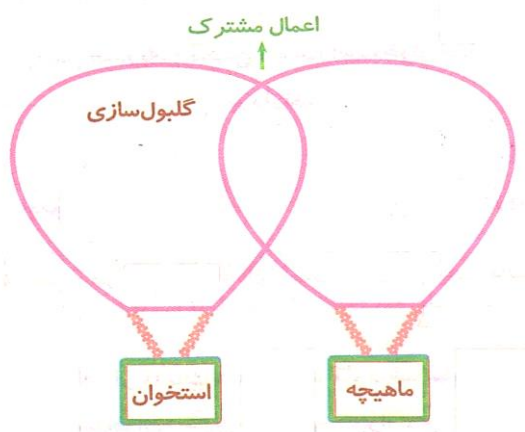 اعمال مشترک
گلبول‌سازی
ماهیچه
استخوان